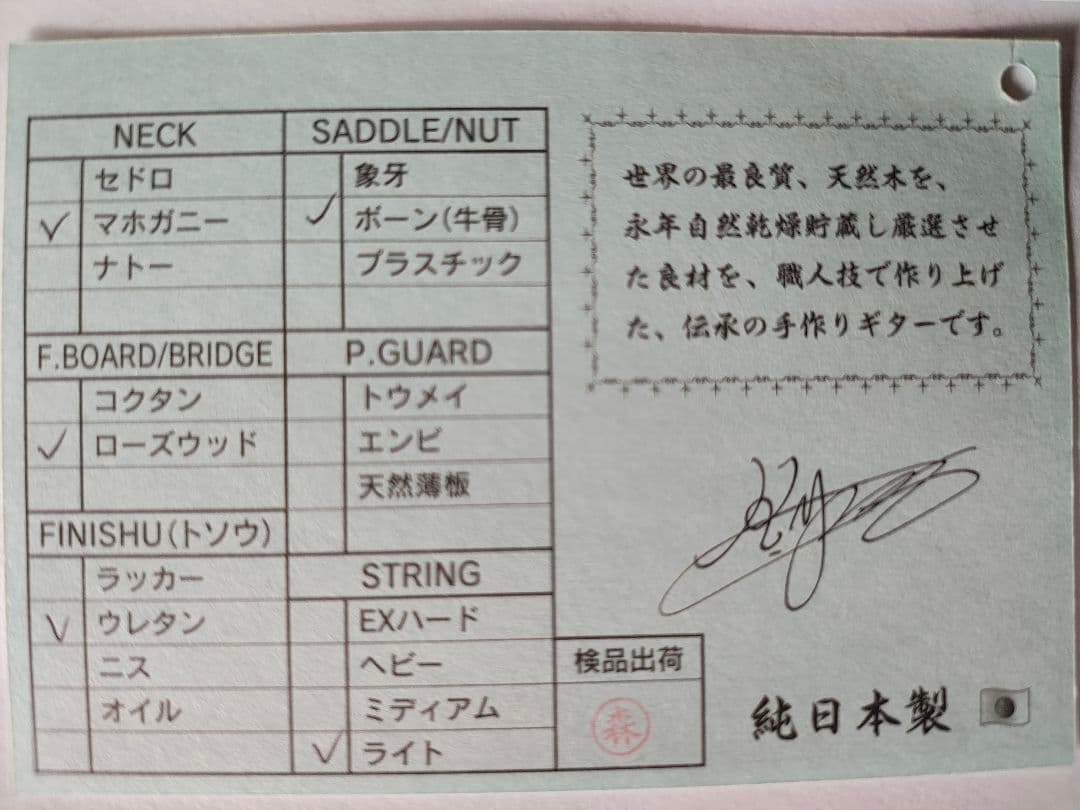 NECK
セドロ
✓ マホガニー
ナトー
F.BOARD/BRIDGE
コクタン
✓ ローズウッド
FINISHU(トソウ)
ラッカー
✓ ウレタン
ニス
オイル
SADDLE/NUT
象牙
✓ ボーン(牛骨)
プラスチック
P.GUARD
トウメイ
エンビ
天然薄板
STRING
EXハード
ヘビー
ミディアム
✓ ライト
検品出荷
森
世界の最良質、天然木を、
永年自然乾燥貯蔵し厳選させ
た良材を、職人技で作り上げ
た、伝承の手作りギターです。
純日本製